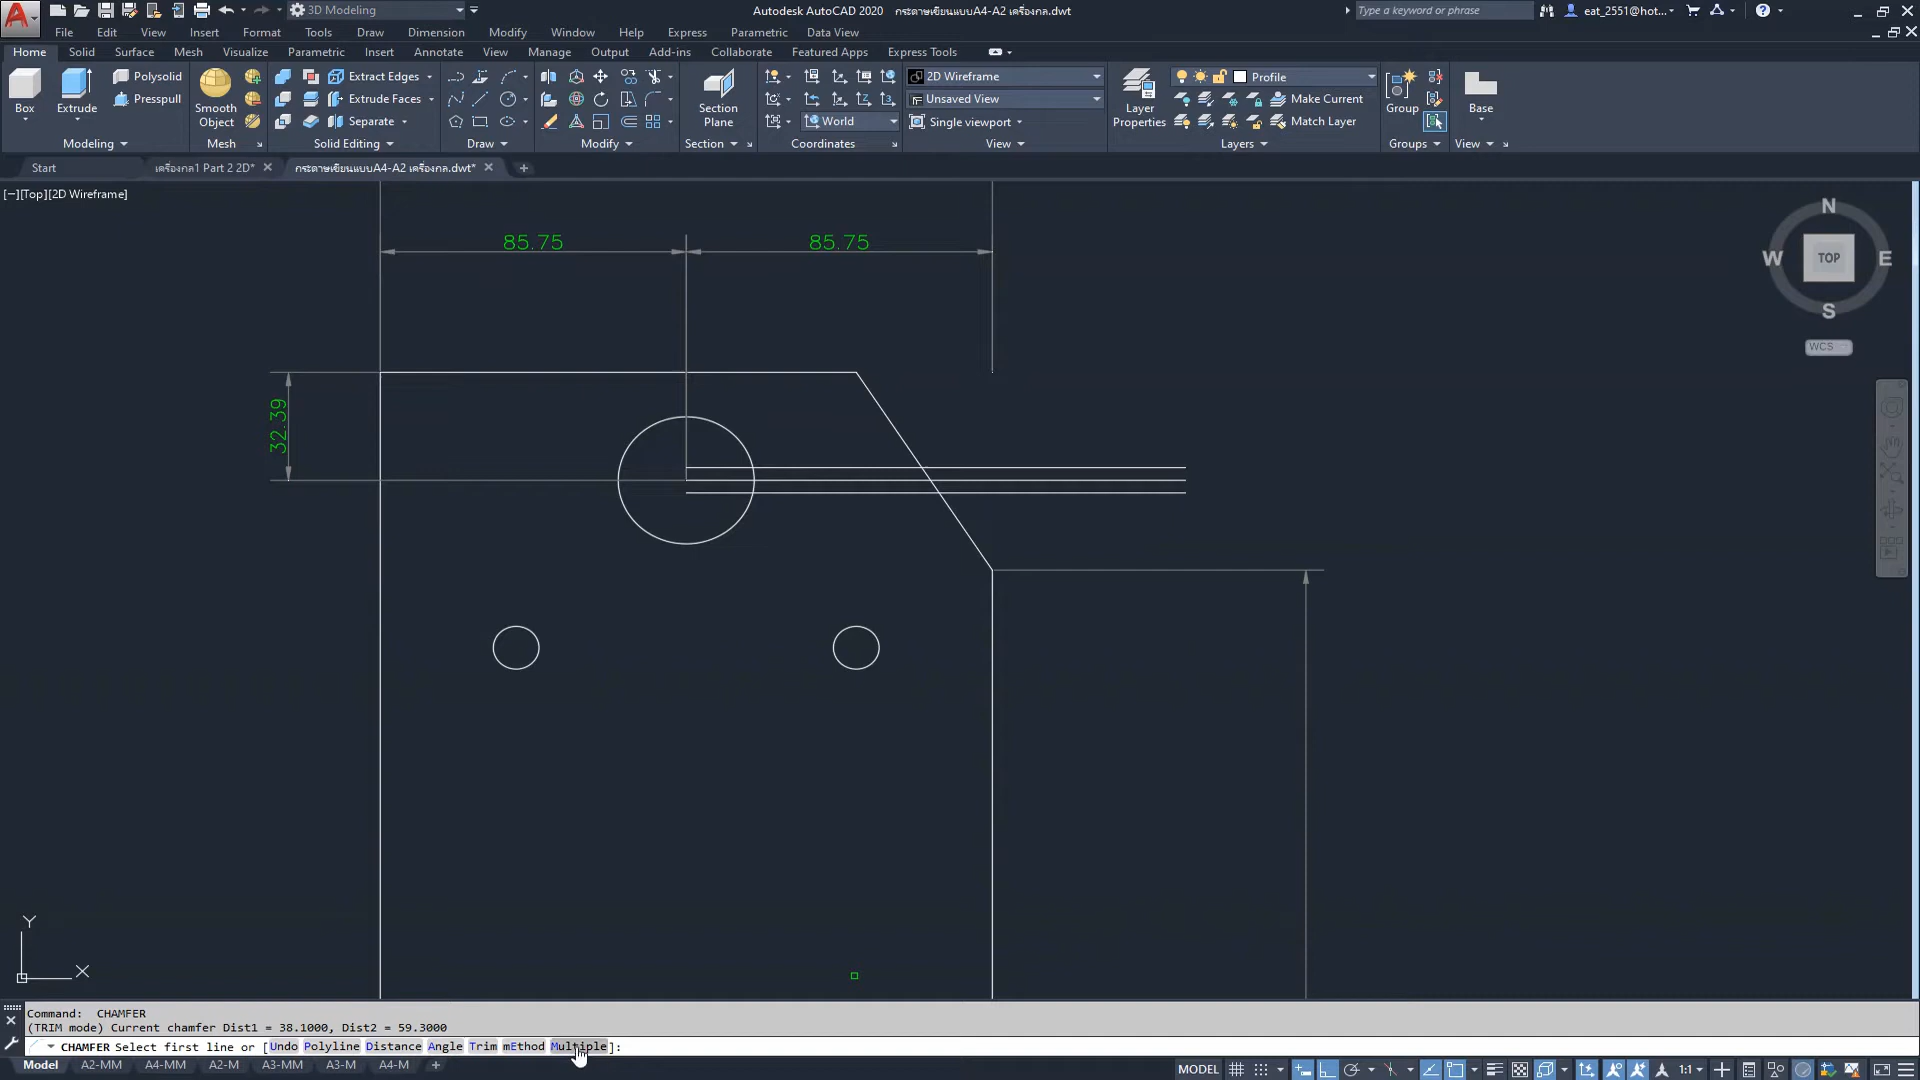 3D Modeling
Autodesk AutoCAD 2020 กระดาษเขียนแบบA4-A2 เครื่องกล.dwt
Type a keyword or phrase
eat_2551@hot...
File Edit View Insert Format Tools Draw Dimension Modify Window Help Express Parametric Data View
Home Solid Surface Mesh Visualize Parametric Insert Annotate View Manage Output Add-ins Collaborate Featured Apps Express Tools
Box
Extrude
Polysolid
Presspull
Modeling
Smooth
Object
Mesh
Extract Edges
Extrude Faces
Separate
Solid Editing
Draw
Modify
Section
Plane
Section
World
Coordinates
2D Wireframe
Unsaved View
Single viewport
View
Layer
Properties
Profile
Make Current
Match Layer
Layers
Group
Groups
Base
View
Start
เครื่องกล1 Part 2 2D*
กระดาษเขียนแบบA4-A2 เครื่องกล.dwt*
[−][Top][2D Wireframe]
N
W TOP E
S
WCS
85.75 85.75
32.39
Y
X
Command: CHAMFER
(TRIM mode) Current chamfer Dist1 = 38.1000, Dist2 = 59.3000
CHAMFER Select first line or [Undo Polyline Distance Angle Trim mEthod Multiple]:
Model A2-MM A4-MM A2-M A3-MM A3-M A4-M +
MODEL
1:1